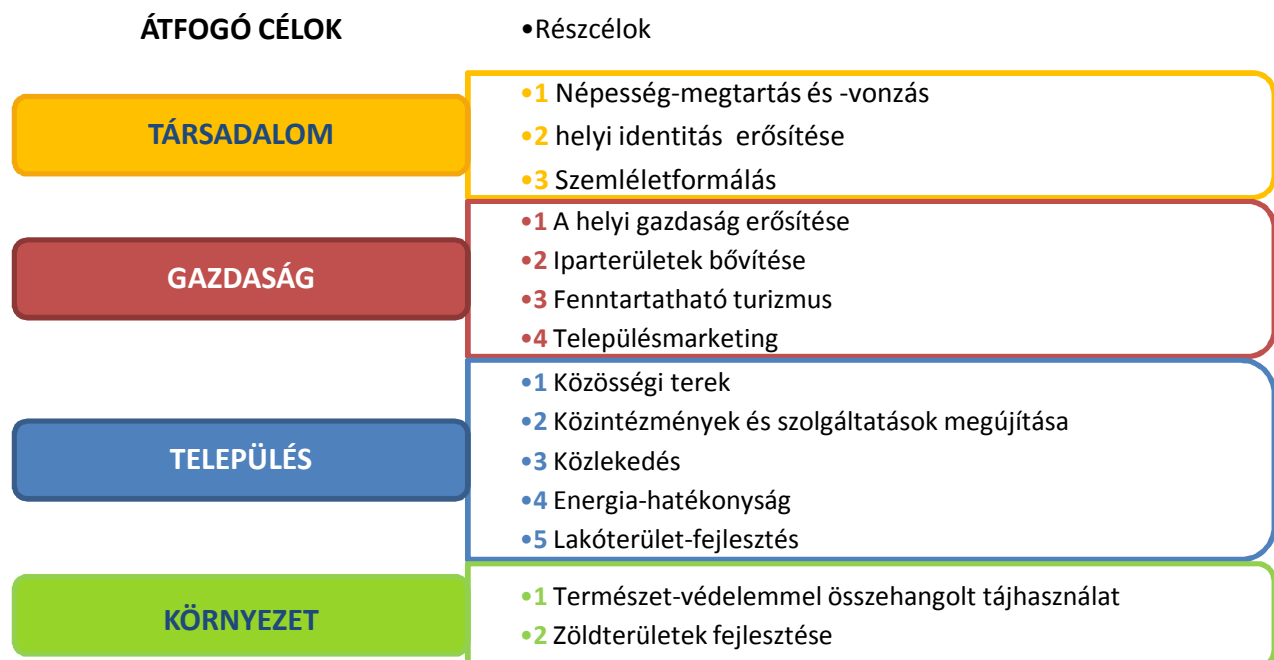 ÁTFOGÓ CÉLOK
•Részcélok
TÁRSADALOM
•1 Népesség-megtartás és -vonzás
•2 helyi identitás erősítése
•3 Szemléletformálás
GAZDASÁG
•1 A helyi gazdaság erősítése
•2 Iparterületek bővítése
•3 Fenntartatható turizmus
•4 Településmarketing
TELEPÜLÉS
•1 Közösségi terek
•2 Közintézmények és szolgáltatások megújítása
•3 Közlekedés
•4 Energia-hatékonyság
•5 Lakóterület-fejlesztés
KÖRNYEZET
•1 Természet-védelemmel összehangolt tájhasználat
•2 Zöldterületek fejlesztése